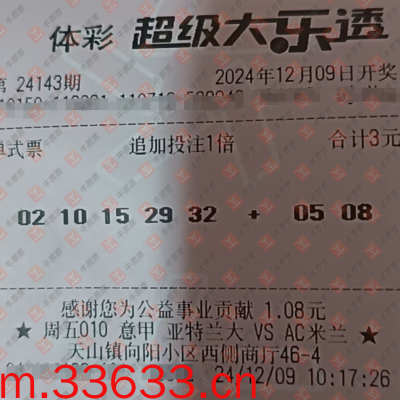 体彩 超级大乐透
第 24143期 2024年12月09日开奖
单式票 追加投注1倍 合计3元
02 10 15 29 32 + 05 08
感谢您为公益事业贡献 1.08元
★ 周五010 意甲 亚特兰大 VS AC米兰 ★
天山镇向阳小区西侧商厅46-4
24/12/09 10:17:26
m.33633.cn